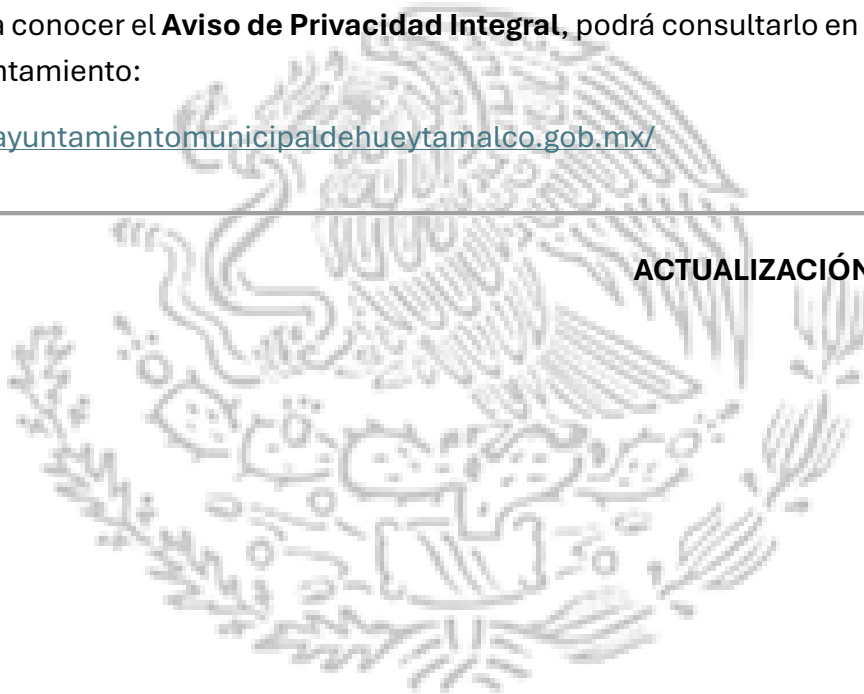 a conocer el Aviso de Privacidad Integral, podrá consultarlo en
ntamiento:
ayuntamientomunicipaldehueytamalco.gob.mx/
ACTUALIZACIÓN